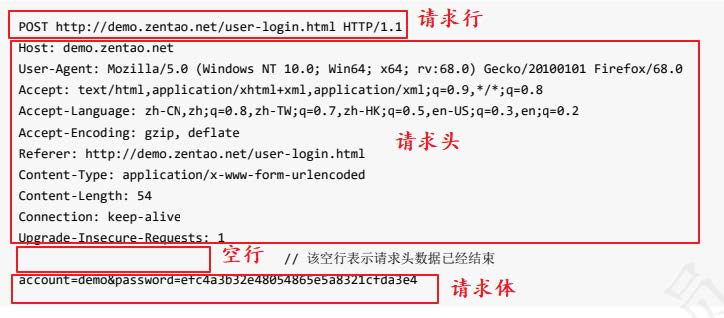 POST http://demo.zentao.net/user-login.html HTTP/1.1 请求行
Host: demo.zentao.net
User-Agent: Mozilla/5.0 (Windows NT 10.0; Win64; x64; rv:68.0) Gecko/20100101 Firefox/68.0
Accept: text/html,application/xhtml+xml,application/xml;q=0.9,*/*;q=0.8
Accept-Language: zh-CN,zh;q=0.8,zh-TW;q=0.7,zh-HK;q=0.5,en-US;q=0.3,en;q=0.2
Accept-Encoding: gzip, deflate
请求头
Referer: http://demo.zentao.net/user-login.html
Content-Type: application/x-www-form-urlencoded
Content-Length: 54
Connection: keep-alive
Upgrade-Insecure-Requests: 1
空行 // 该空行表示请求头数据已经结束
account=demo&password=efc4a3b32e48054865e5a8321cfda3e4 请求体
员